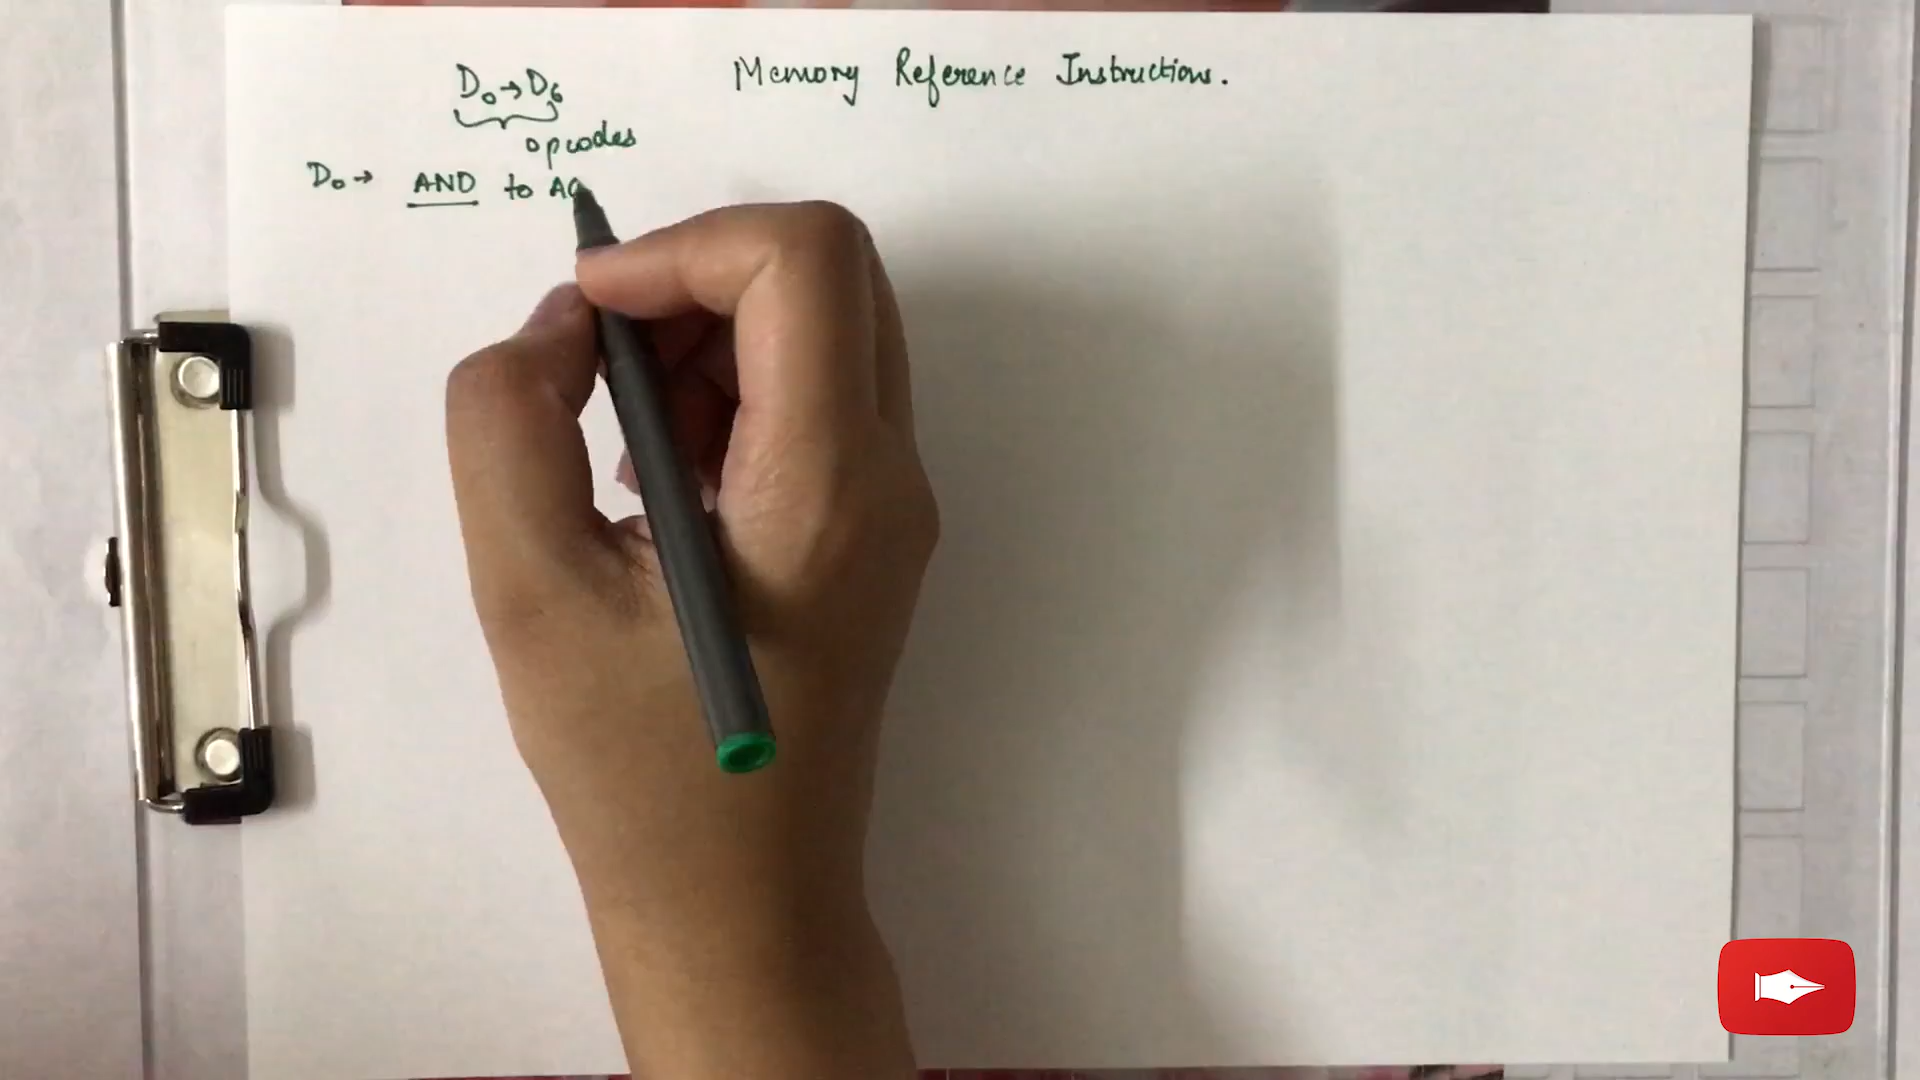 Memory Reference Instructions.
D₀→D₆
opcodes
D₀→ AND to AC